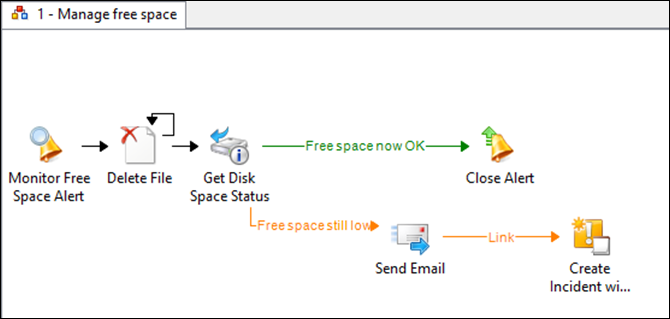 1 - Manage free space
Free space now OK
Monitor Free
Space Alert
Delete File
Get Disk
Space Status
Close Alert
Free space still low
Link
Send Email
Create
Incident wi...